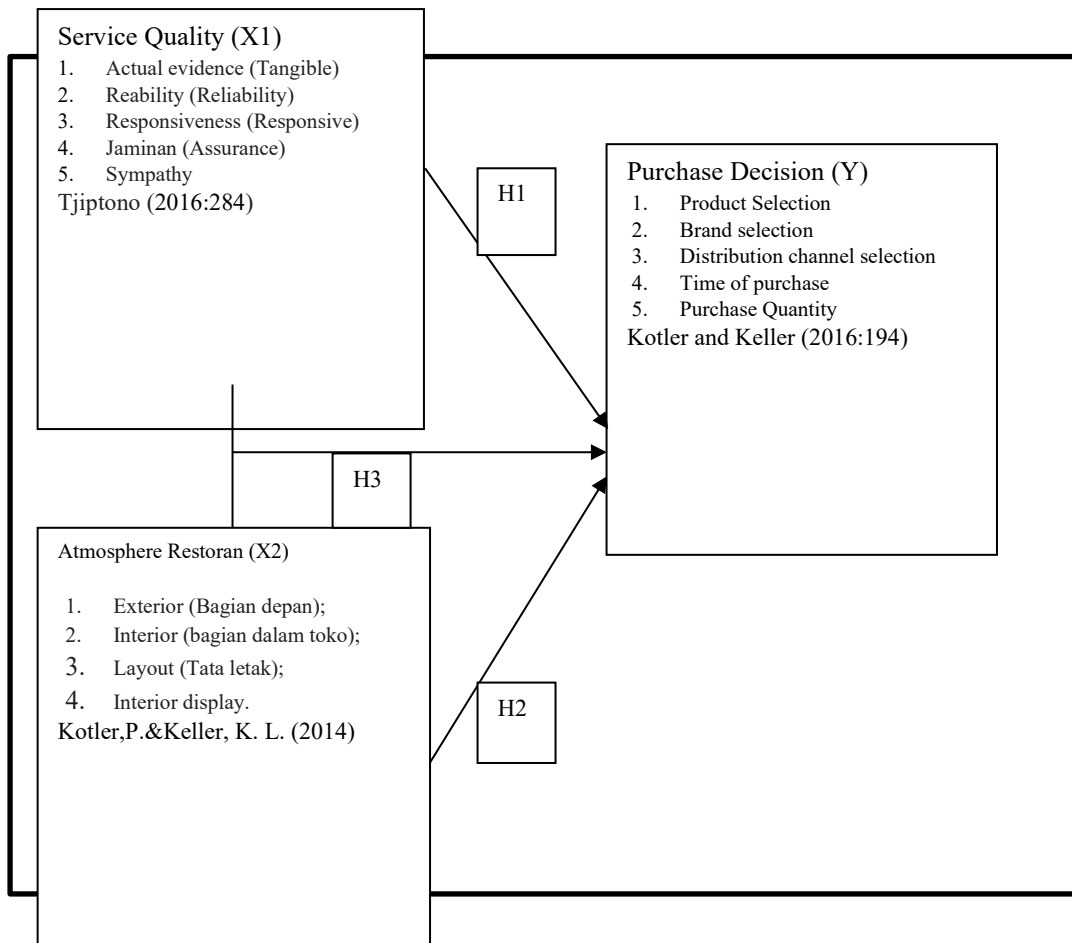 Service Quality (X1)
1. Actual evidence (Tangible)
2. Reability (Reliability)
3. Responsiveness (Responsive)
4. Jaminan (Assurance)
5. Sympathy
Tjiptono (2016:284)
H1
Purchase Decision (Y)
1. Product Selection
2. Brand selection
3. Distribution channel selection
4. Time of purchase
5. Purchase Quantity
Kotler and Keller (2016:194)
H3
Atmosphere Restoran (X2)
1. Exterior (Bagian depan);
2. Interior (bagian dalam toko);
3. Layout (Tata letak);
4. Interior display.
Kotler,P.&Keller, K. L. (2014)
H2